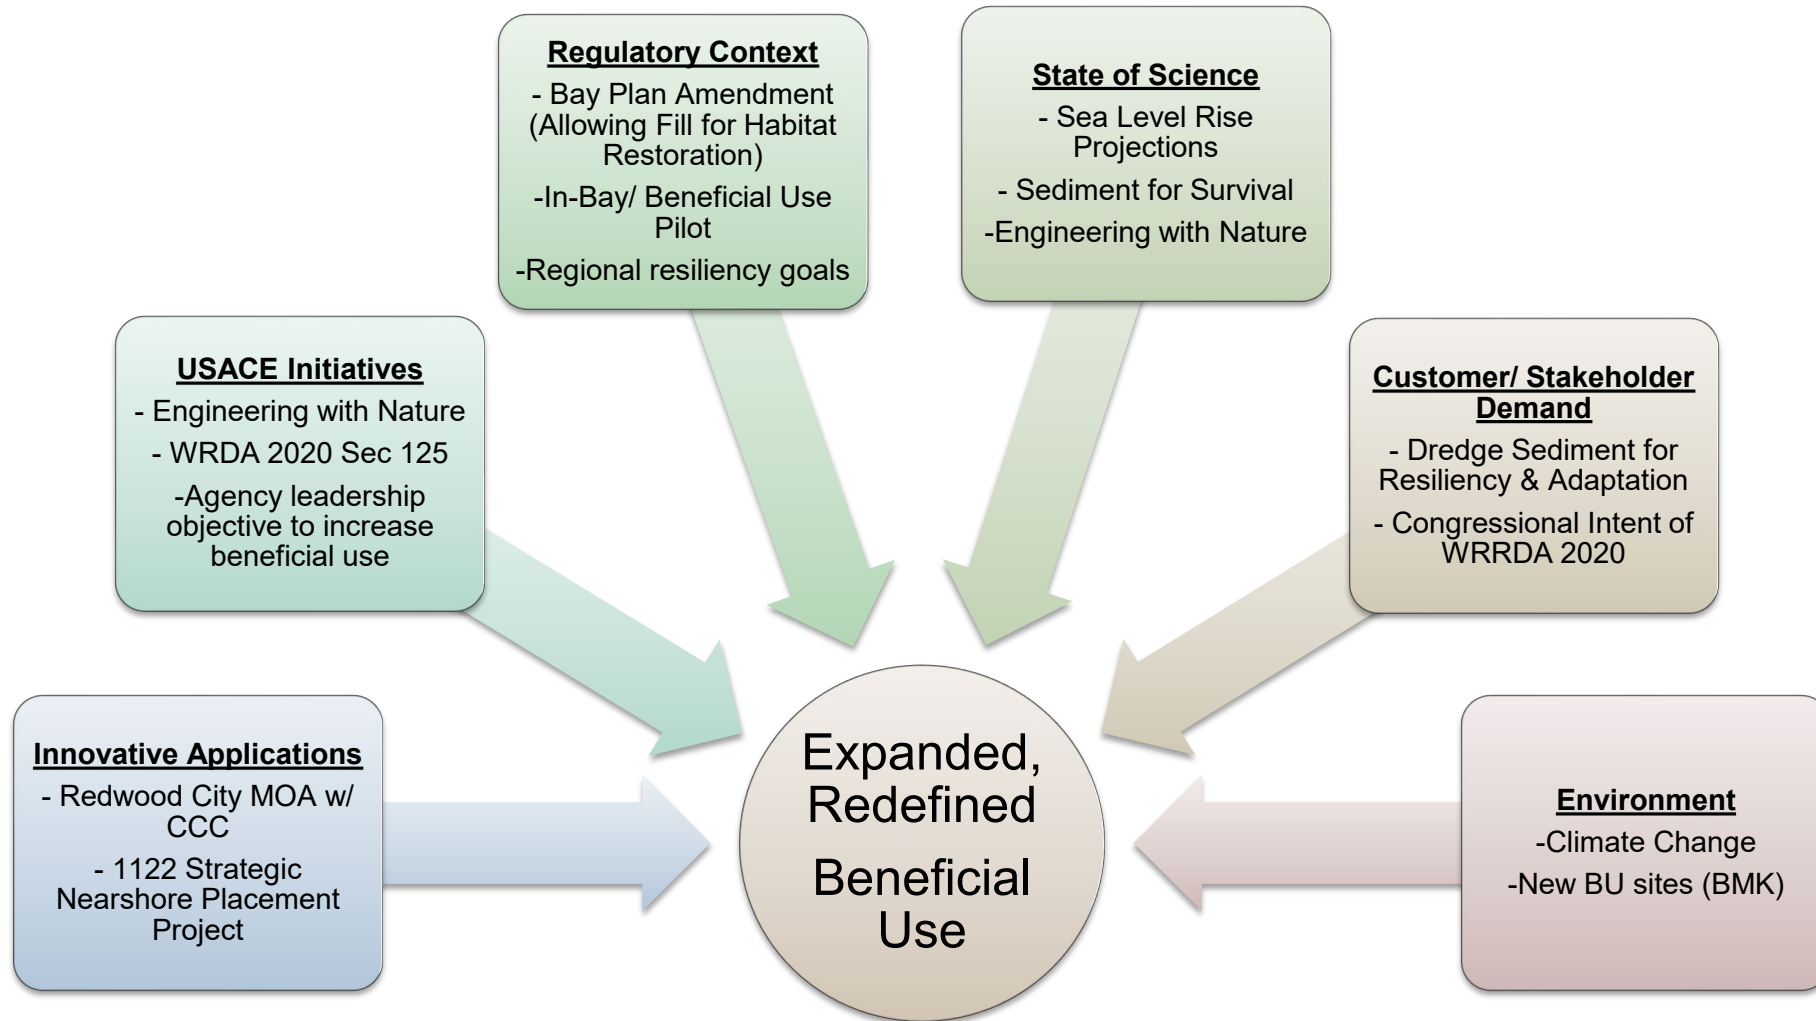 Regulatory Context
- Bay Plan Amendment
(Allowing Fill for Habitat
Restoration)
-In-Bay/ Beneficial Use
Pilot
-Regional resiliency goals
State of Science
- Sea Level Rise
Projections
- Sediment for Survival
-Engineering with Nature
USACE Initiatives
- Engineering with Nature
- WRDA 2020 Sec 125
-Agency leadership
objective to increase
beneficial use
Customer/ Stakeholder
Demand
- Dredge Sediment for
Resiliency & Adaptation
- Congressional Intent of
WRRDA 2020
Innovative Applications
- Redwood City MOA w/
CCC
- 1122 Strategic
Nearshore Placement
Project
Expanded,
Redefined
Beneficial
Use
Environment
-Climate Change
-New BU sites (BMK)